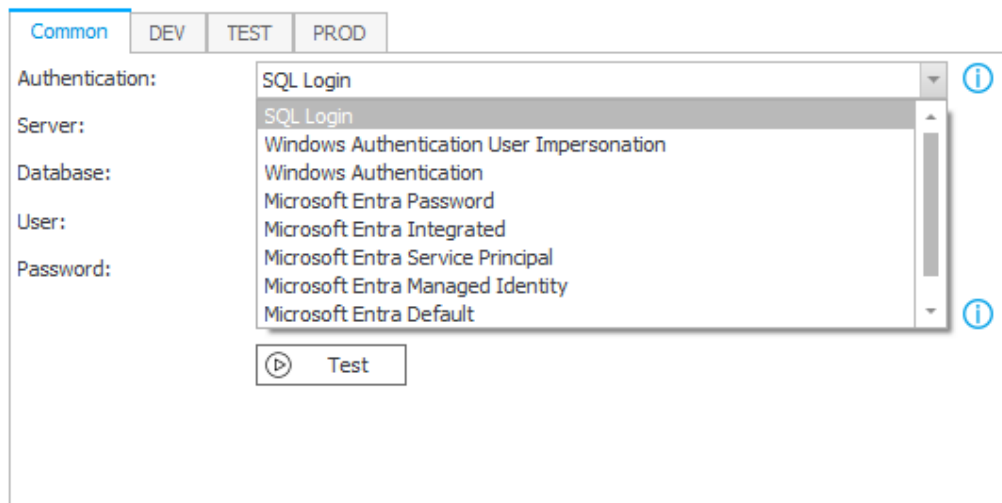 Common DEV TEST PROD
Authentication: SQL Login
SQL Login
Server:
Windows Authentication User Impersonation
Database: Windows Authentication
Microsoft Entra Password
User: Microsoft Entra Integrated
Microsoft Entra Service Principal
Password:
Microsoft Entra Managed Identity
Microsoft Entra Default
Test